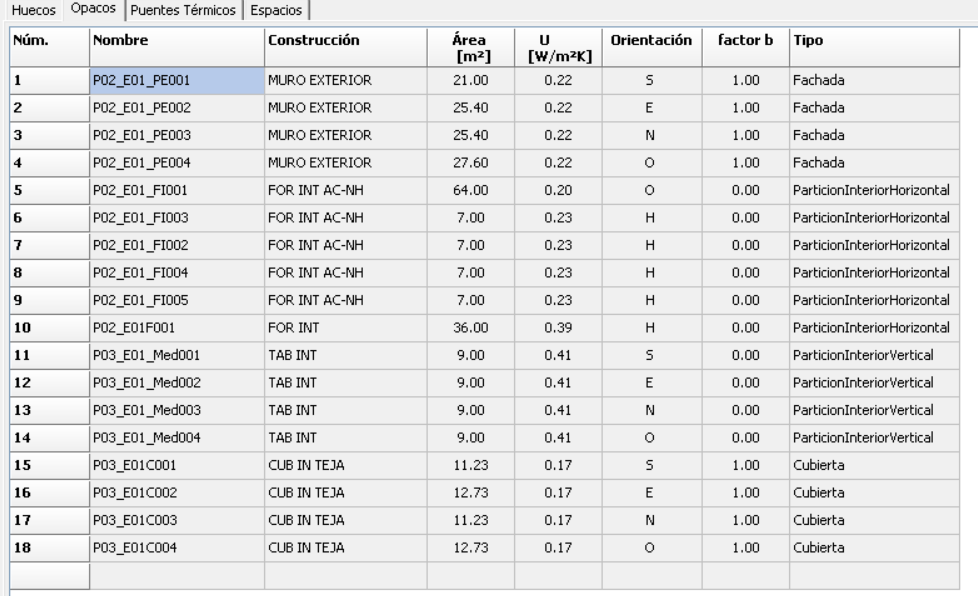 Huecos Opacos Puentes Térmicos Espacios
Núm. Nombre Construcción Área [m²] U [W/m²K] Orientación factor b Tipo
1 P02_E01_PE001 MURO EXTERIOR 21.00 0.22 S 1.00 Fachada
2 P02_E01_PE002 MURO EXTERIOR 25.40 0.22 E 1.00 Fachada
3 P02_E01_PE003 MURO EXTERIOR 25.40 0.22 N 1.00 Fachada
4 P02_E01_PE004 MURO EXTERIOR 27.60 0.22 O 1.00 Fachada
5 P02_E01_FI001 FOR INT AC-NH 64.00 0.20 O 0.00 ParticionInteriorHorizontal
6 P02_E01_FI003 FOR INT AC-NH 7.00 0.23 H 0.00 ParticionInteriorHorizontal
7 P02_E01_FI002 FOR INT AC-NH 7.00 0.23 H 0.00 ParticionInteriorHorizontal
8 P02_E01_FI004 FOR INT AC-NH 7.00 0.23 H 0.00 ParticionInteriorHorizontal
9 P02_E01_FI005 FOR INT AC-NH 7.00 0.23 H 0.00 ParticionInteriorHorizontal
10 P02_E01F001 FOR INT 36.00 0.39 H 0.00 ParticionInteriorHorizontal
11 P03_E01_Med001 TAB INT 9.00 0.41 S 0.00 ParticionInteriorVertical
12 P03_E01_Med002 TAB INT 9.00 0.41 E 0.00 ParticionInteriorVertical
13 P03_E01_Med003 TAB INT 9.00 0.41 N 0.00 ParticionInteriorVertical
14 P03_E01_Med004 TAB INT 9.00 0.41 O 0.00 ParticionInteriorVertical
15 P03_E01C001 CUB IN TEJA 11.23 0.17 S 1.00 Cubierta
16 P03_E01C002 CUB IN TEJA 12.73 0.17 E 1.00 Cubierta
17 P03_E01C003 CUB IN TEJA 11.23 0.17 N 1.00 Cubierta
18 P03_E01C004 CUB IN TEJA 12.73 0.17 O 1.00 Cubierta